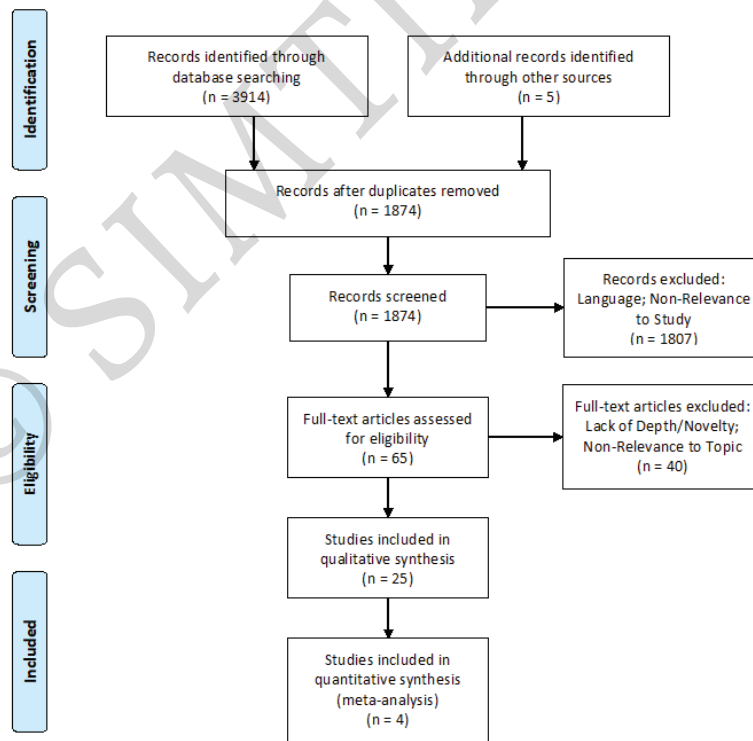 Identification
Records identified through
database searching
(n = 3914)
Additional records identified
through other sources
(n = 5)
Records after duplicates removed
(n = 1874)
Screening
Records screened
(n = 1874)
Records excluded:
Language; Non-Relevance
to Study
(n = 1807)
Eligibility
Full-text articles assessed
for eligibility
(n = 65)
Full-text articles excluded:
Lack of Depth/Novelty;
Non-Relevance to Topic
(n = 40)
Studies included in
qualitative synthesis
(n = 25)
Included
Studies included in
quantitative synthesis
(meta-analysis)
(n = 4)
© SIMTI